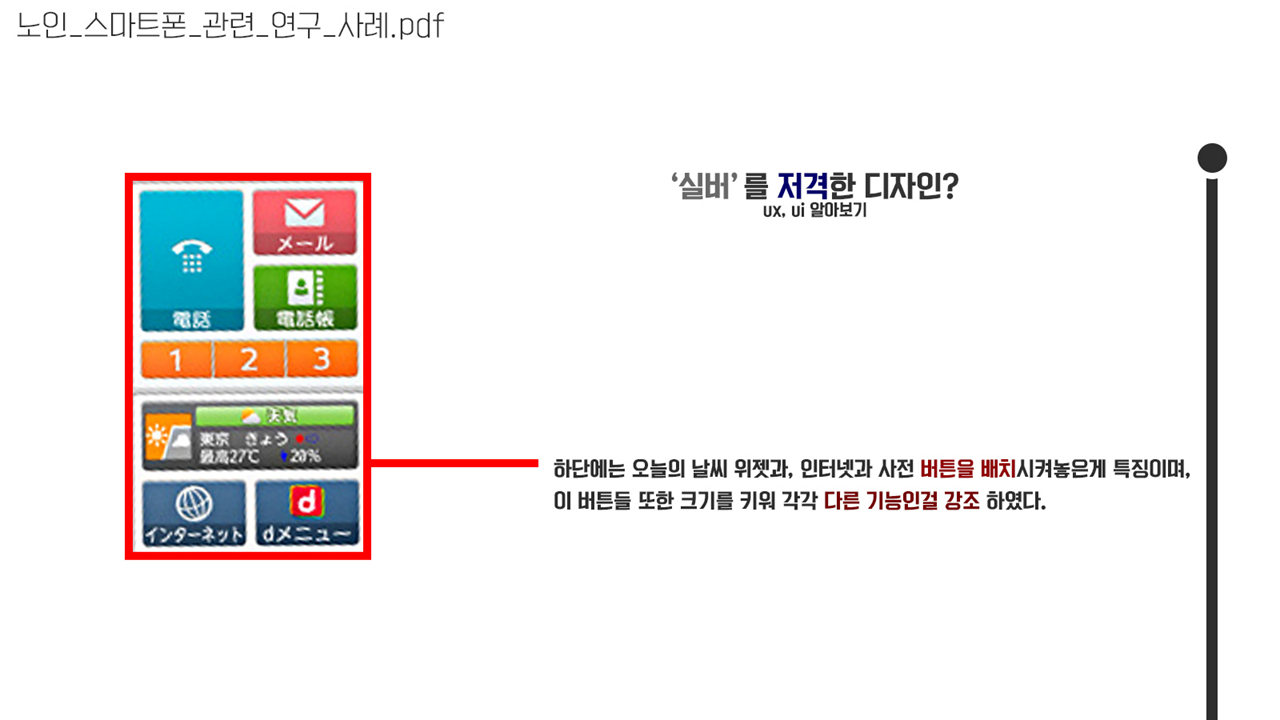 노인_스마트폰_관련_연구_사례.pdf
‘실버’ 를 저격한 디자인?
ux, ui 알아보기
メール
電話
電話帳
1 2 3
天気
東京 きょう
最高27℃ 20%
d
インターネット dメニュー
하단에는 오늘의 날씨 위젯과, 인터넷과 사전 버튼을 배치시켜놓은게 특징이며,
이 버튼들 또한 크기를 키워 각각 다른 기능인걸 강조 하였다.